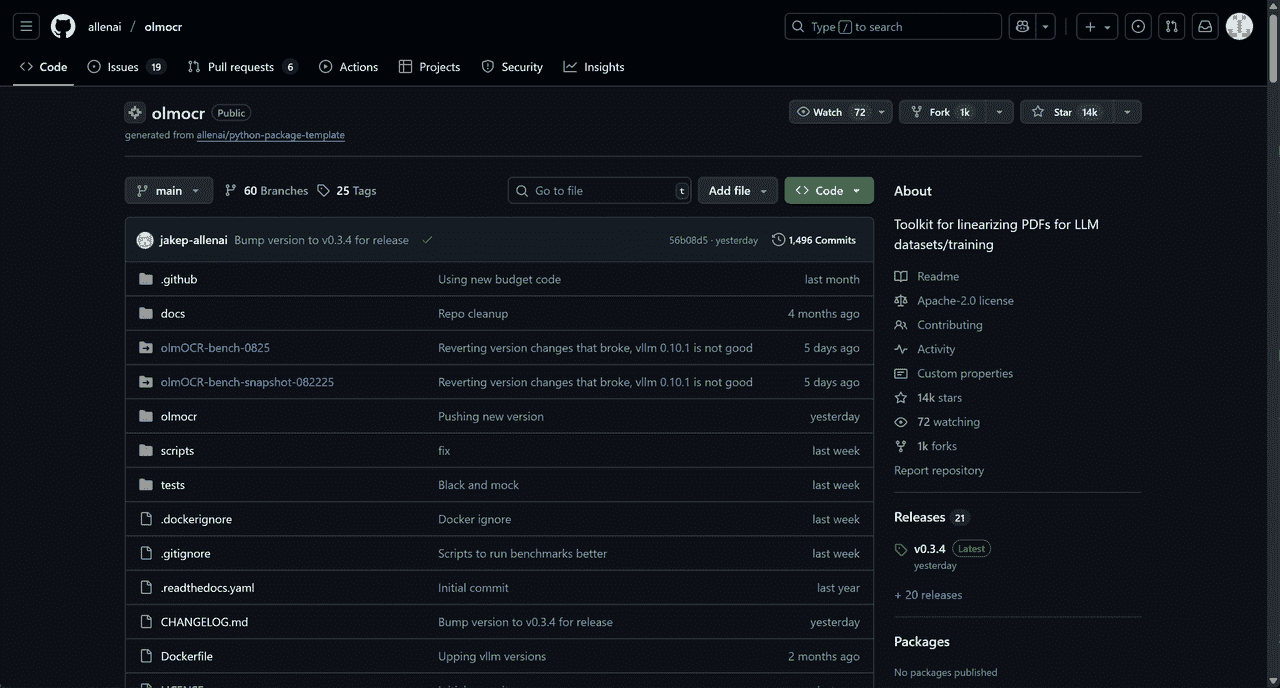 allenai / olmocr
Type / to search
Code Issues 19 Pull requests 6 Actions Projects Security Insights
olmocr Public
generated from allenai/python-package-template
Watch 72 Fork 1k Star 14k
main 60 Branches 25 Tags Go to file t Add file Code
jakep-allenai Bump version to v0.3.4 for release 56b08d5 · yesterday 1,496 Commits
.github Using new budget code last month
docs Repo cleanup 4 months ago
olmOCR-bench-0825 Reverting version changes that broke, vllm 0.10.1 is not good 5 days ago
olmOCR-bench-snapshot-082225 Reverting version changes that broke, vllm 0.10.1 is not good 5 days ago
olmocr Pushing new version yesterday
scripts fix last week
tests Black and mock last week
.dockerignore Docker ignore last week
.gitignore Scripts to run benchmarks better last week
.readthedocs.yaml Initial commit last year
CHANGELOG.md Bump version to v0.3.4 for release yesterday
Dockerfile Upping vllm versions 2 months ago
About
Toolkit for linearizing PDFs for LLM
datasets/training
Readme
Apache-2.0 license
Contributing
Activity
Custom properties
14k stars
72 watching
1k forks
Report repository
Releases 21
v0.3.4 Latest
yesterday
+ 20 releases
Packages
No packages published